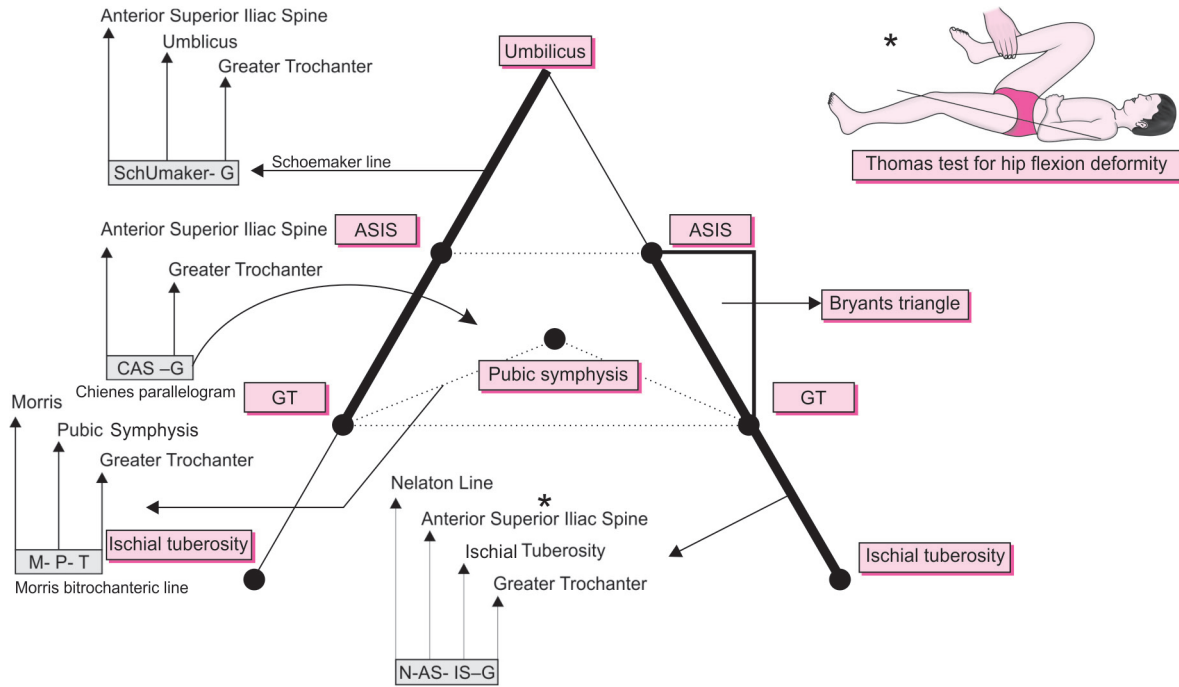 Anterior Superior Iliac Spine
Umblicus
Greater Trochanter
SchUmaker- G
Schoemaker line
Umbilicus
*
Thomas test for hip flexion deformity
ASIS
ASIS
Anterior Superior Iliac Spine
Greater Trochanter
CAS –G
Chienes parallelogram
Bryants triangle
Pubic symphysis
GT
GT
Morris
Pubic Symphysis
Greater Trochanter
M- P- T
Morris bitrochanteric line
Ischial tuberosity
Nelaton Line
*
Anterior Superior Iliac Spine
Ischial Tuberosity
Greater Trochanter
N-AS- IS–G
Ischial tuberosity